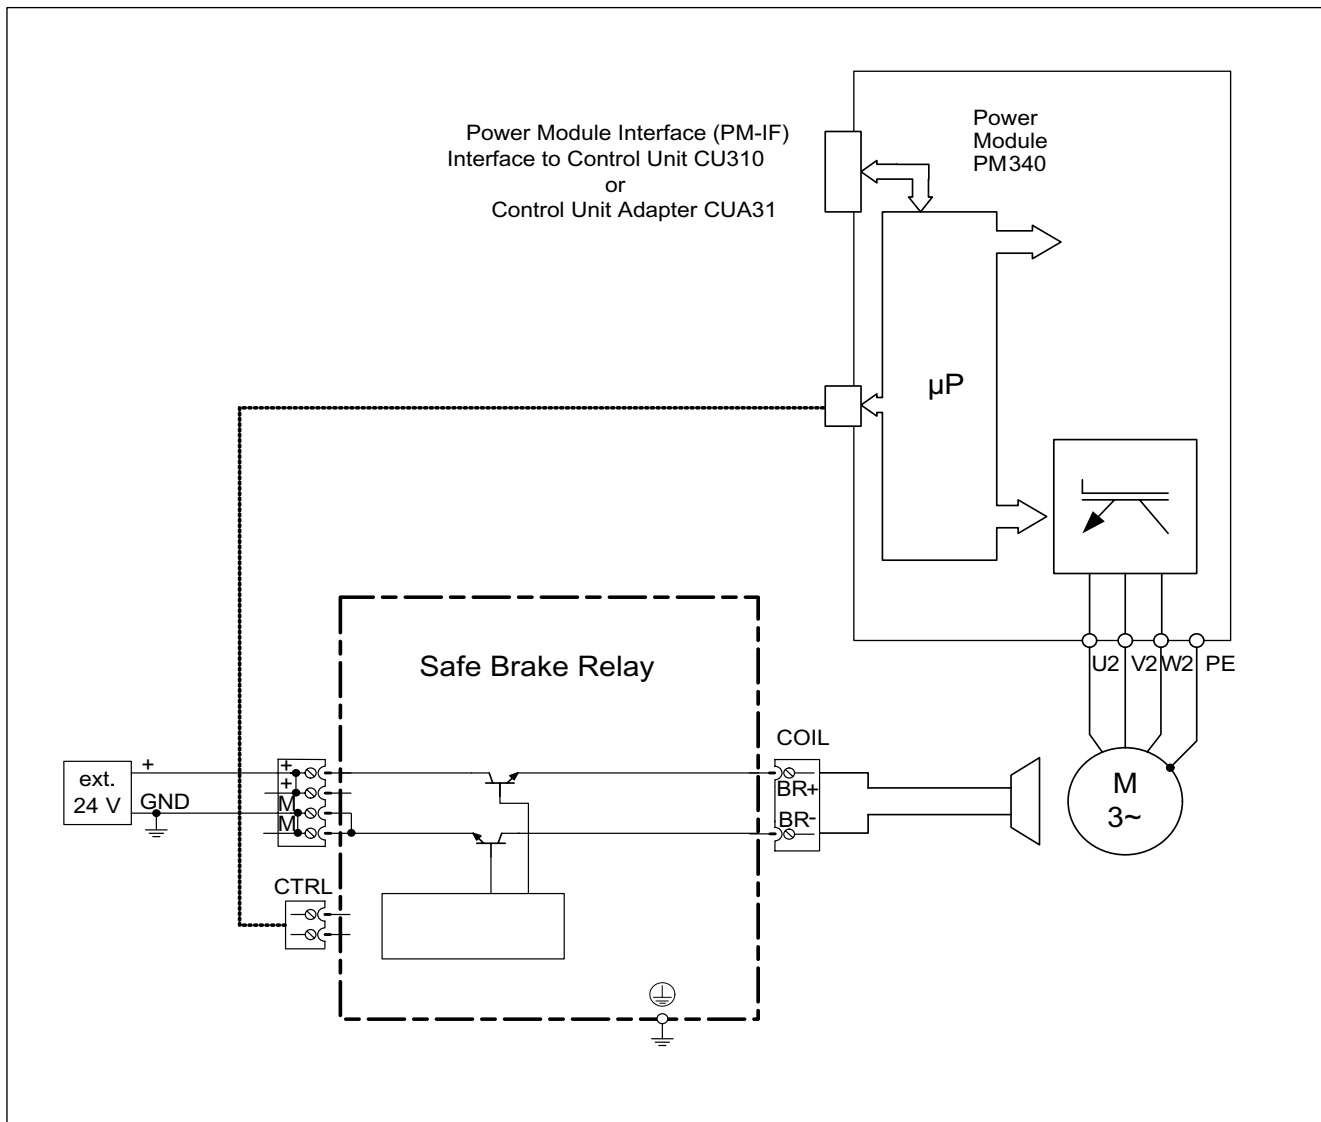 Power Module Interface (PM-IF)
Interface to Control Unit CU310
or
Control Unit Adapter CUA31
Power
Module
PM340
µP
U2
V2
W2
PE
Safe Brake Relay
COIL
BR+
BR-
M
3~
ext.
24 V
+
GND
+
+
M
M
CTRL